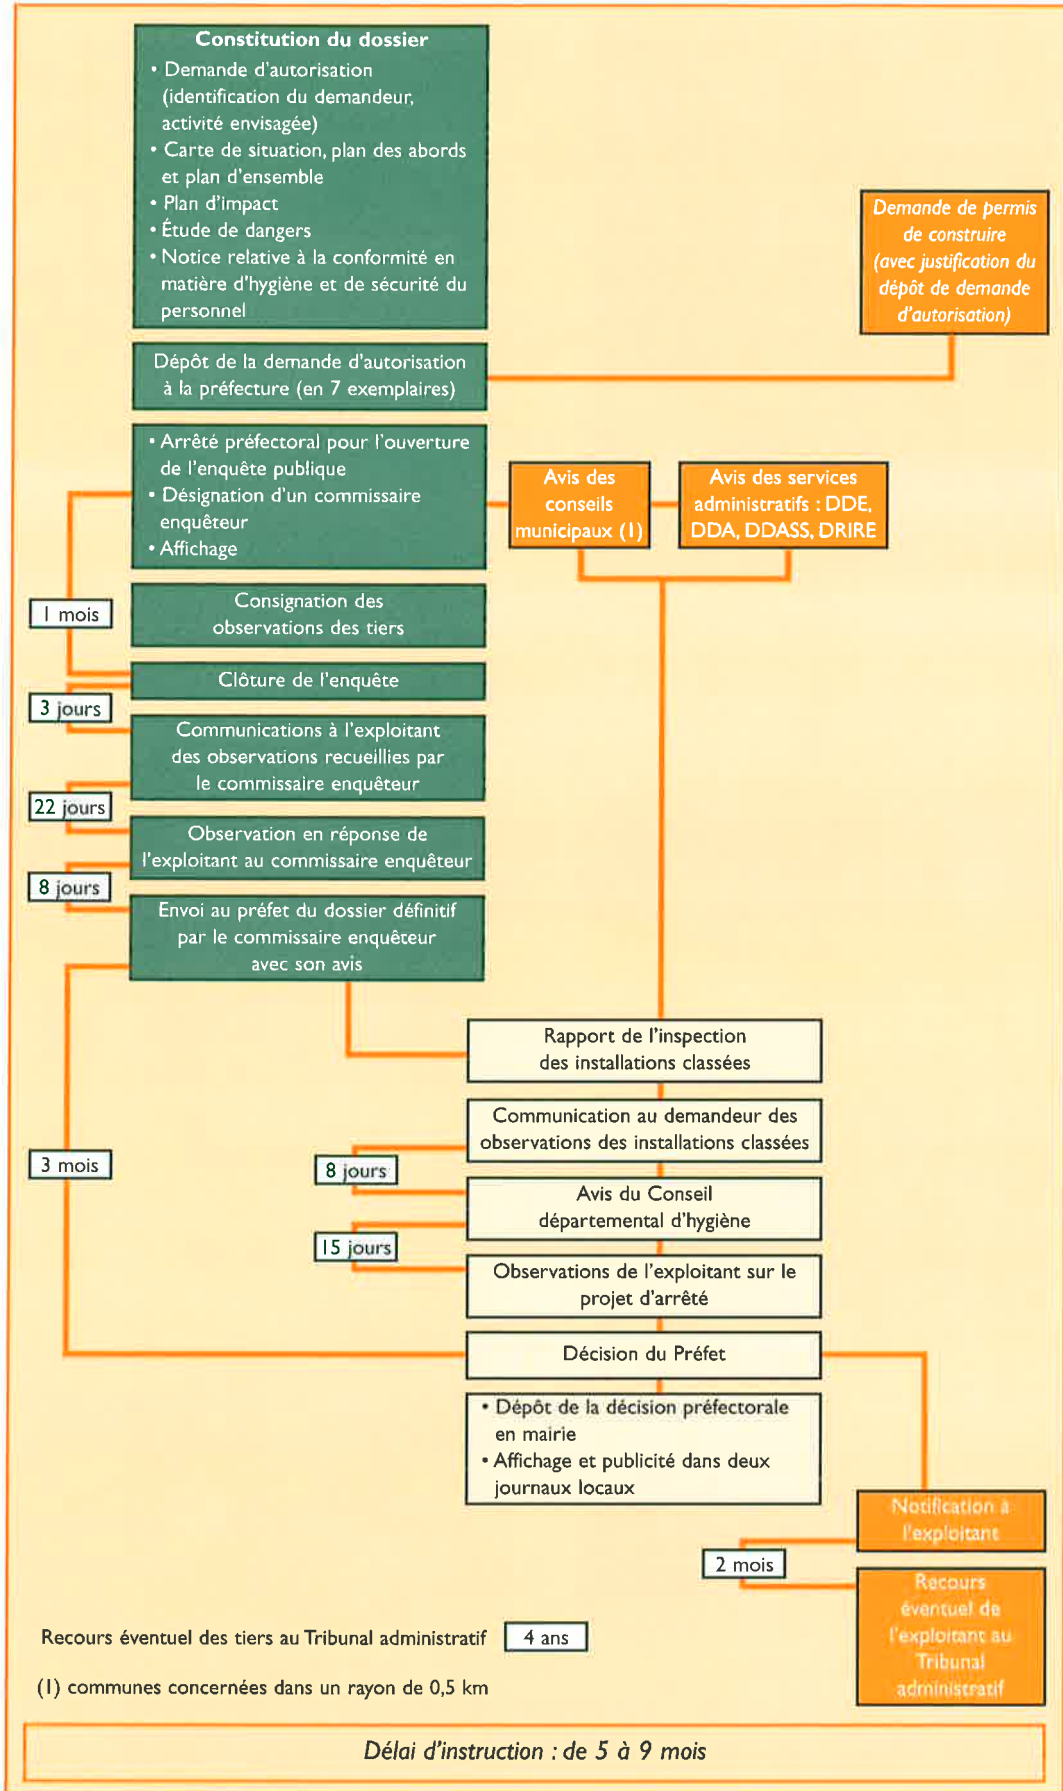 Constitution du dossier
• Demande d'autorisation
(identification du demandeur,
activité envisagée)
• Carte de situation, plan des abords
et plan d'ensemble
• Plan d'impact
• Étude de dangers
• Notice relative à la conformité en
matière d'hygiène et de sécurité du
personnel
Demande de permis
de construire
(avec justification du
dépôt de demande
d'autorisation)
Dépôt de la demande d'autorisation
à la préfecture (en 7 exemplaires)
• Arrêté préfectoral pour l'ouverture
de l'enquête publique
• Désignation d'un commissaire
enquêteur
• Affichage
Avis des
conseils
municipaux (1)
Avis des services
administratifs : DDE,
DDA, DDASS, DRIRE
1 mois
Consignation des
observations des tiers
Clôture de l'enquête
3 jours
Communications à l'exploitant
des observations recueillies par
le commissaire enquêteur
22 jours
Observation en réponse de
l'exploitant au commissaire enquêteur
8 jours
Envoi au préfet du dossier définitif
par le commissaire enquêteur
avec son avis
Rapport de l'inspection
des installations classées
Communication au demandeur des
observations des installations classées
3 mois
8 jours
Avis du Conseil
départemental d'hygiène
15 jours
Observations de l'exploitant sur le
projet d'arrêté
Décision du Préfet
• Dépôt de la décision préfectorale
en mairie
• Affichage et publicité dans deux
journaux locaux
Notification à
l'exploitant
2 mois
Recours
éventuel de
l'exploitant au
Tribunal
administratif
Recours éventuel des tiers au Tribunal administratif 4 ans
(1) communes concernées dans un rayon de 0,5 km
Délai d'instruction : de 5 à 9 mois